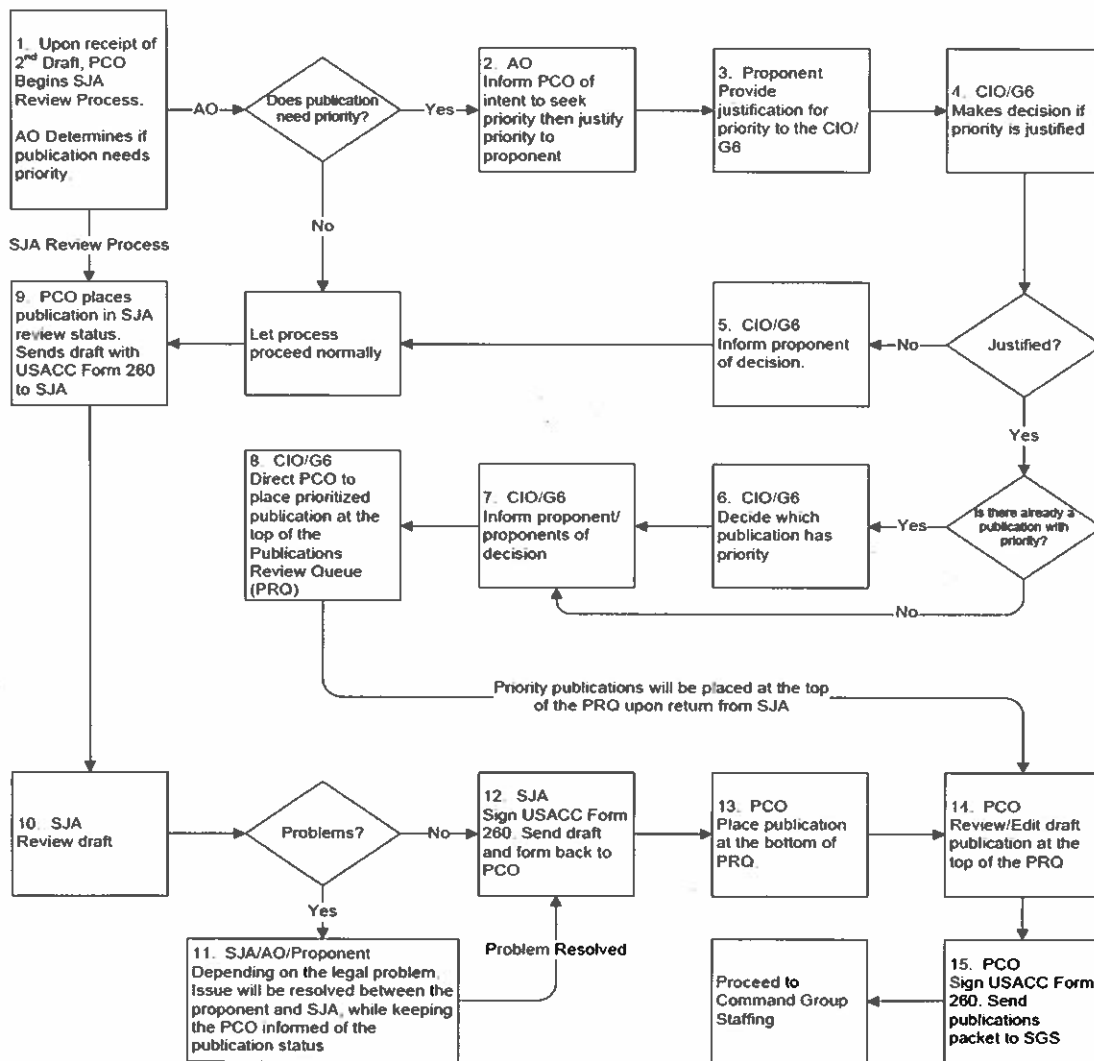 1. Upon receipt of
2nd Draft, PCO
Begins SJA
Review Process.
AO Determines if
publication needs
priority.
AO
Does publication
need priority?
Yes
2. AO
Inform PCO of
intent to seek
priority then justify
priority to
proponent
3. Proponent
Provide
justification for
priority to the CIO/
G6
4. CIO/G6
Makes decision if
priority is justified
No
SJA Review Process
9. PCO places
publication in SJA
review status.
Sends draft with
USACC Form 260
to SJA
Let process
proceed normally
5. CIO/G6
Inform proponent
of decision.
No
Justified?
Yes
8. CIO/G6
Direct PCO to
place prioritized
publication at the
top of the
Publications
Review Queue
(PRQ)
7. CIO/G6
Inform proponent/
proponents of
decision
6. CIO/G6
Decide which
publication has
priority
Yes
Is there already a
publication with
priority?
No
Priority publications will be placed at the top
of the PRQ upon return from SJA
10. SJA
Review draft
Problems?
No
12. SJA
Sign USACC Form
260. Send draft
and form back to
PCO
13. PCO
Place publication
at the bottom of
PRQ.
14. PCO
Review/Edit draft
publication at the
top of the PRQ
Yes
11. SJA/AO/Proponent
Depending on the legal problem.
Issue will be resolved between the
proponent and SJA, while keeping
the PCO informed of the
publication status
Problem Resolved
Proceed to
Command Group
Staffing
15. PCO
Sign USACC Form
260. Send
publications
packet to SGS